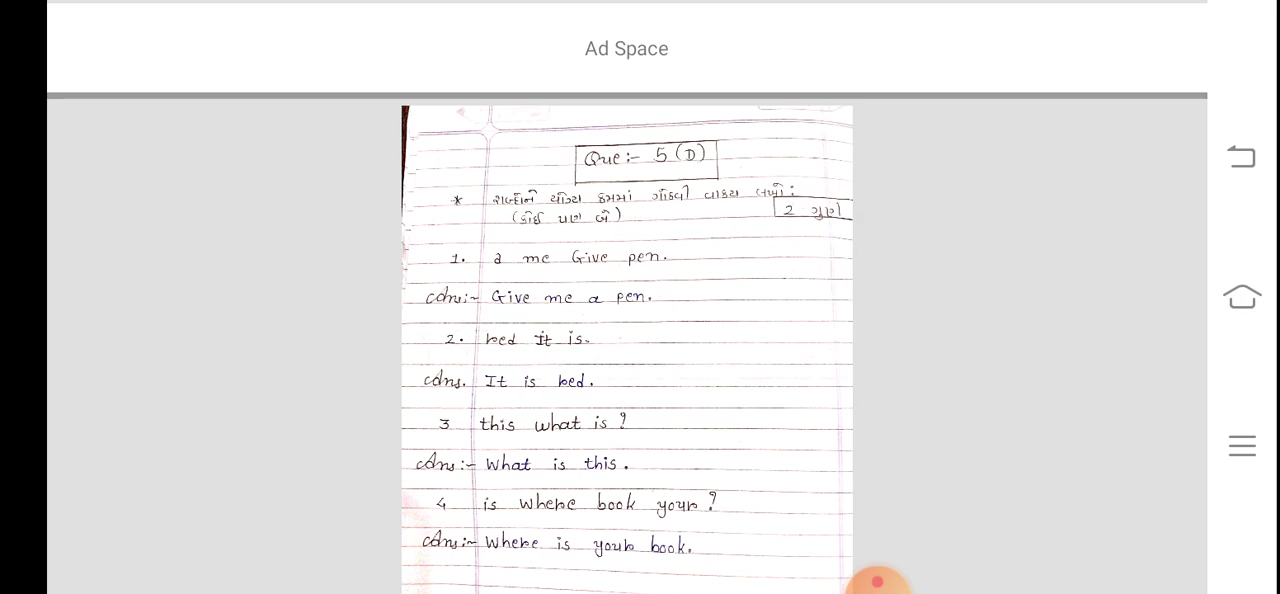 Ad Space
Que:- 5 (D)
* શબ્દોને યોગ્ય ક્રમમાં ગોઠવી વાક્ય લખો:
(કોઈ પણ બે)
2 ગુણ
1. a me Give pen.
Ans:- Give me a pen.
2. red It is.
Ans. It is red.
3 this what is?
Ans:- What is this.
4 is where book your?
Ans:- Where is your book.